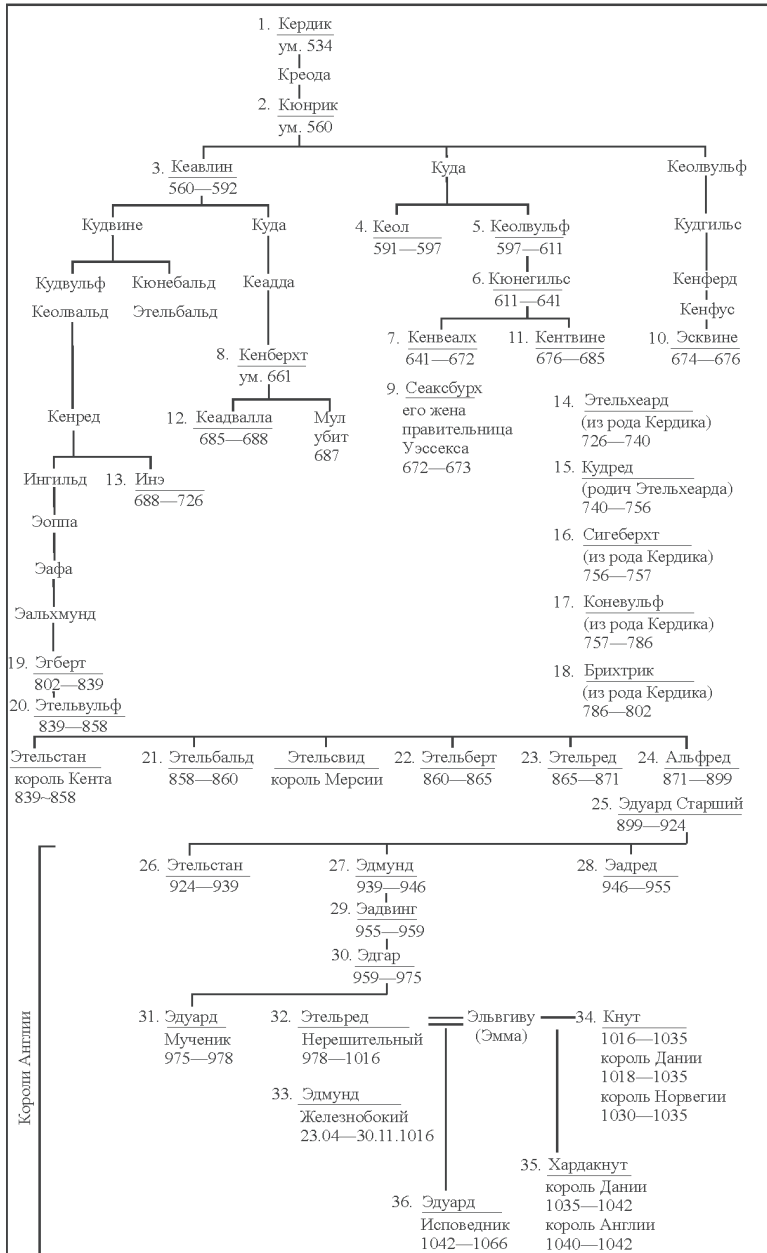 1. Кердик
ум. 534
Креода
2. Кюнрик
ум. 560
3. Кеавлин
560—592
Куда
Кеолвульф
Кудвине
Куда
4. Кеол
591—597
5. Кеолвульф
597—611
Кудгильс
Кудвульф
Кюнебальд
Кеадда
6. Кюнегильс
611—641
Кенферд
Кеолвальд
Этельбальд
Кенфус
8. Кенберхт
ум. 661
7. Кенвеалх
641—672
11. Кентвине
676—685
10. Эсквине
674—676
9. Сеаксбурх
его жена
правительница
Уэссекса
672—673
Кенред
12. Кеадвалла
685—688
Мул
убит
687
14. Этельхеард
(из рода Кердика)
726—740
Ингильд
13. Инэ
688—726
15. Кудред
(родич Этельхеарда)
740—756
Эоппа
16. Сигеберхт
(из рода Кердика)
756—757
Эафа
17. Коневульф
(из рода Кердика)
757—786
Эальхмунд
19. Эгберт
802—839
18. Брихтрик
(из рода Кердика)
786—802
20. Этельвульф
839—858
Этельстан
король Кента
839~858
21. Этельбальд
858—860
Этельсвид
король Мерсии
22. Этельберт
860—865
23. Этельред
865—871
24. Альфред
871—899
25. Эдуард Старший
899—924
Короли Англии
26. Этельстан
924—939
27. Эдмунд
939—946
28. Эадред
946—955
29. Эадвинг
955—959
30. Эдгар
959—975
31. Эдуард
Мученик
975—978
32. Этельред
Нерешительный
978—1016
Эльвгиву
(Эмма)
34. Кнут
1016—1035
король Дании
1018—1035
король Норвегии
1030—1035
33. Эдмунд
Железнобокий
23.04—30.11.1016
36. Эдуард
Исповедник
1042—1066
35. Хардакнут
король Дании
1035—1042
король Англии
1040—1042